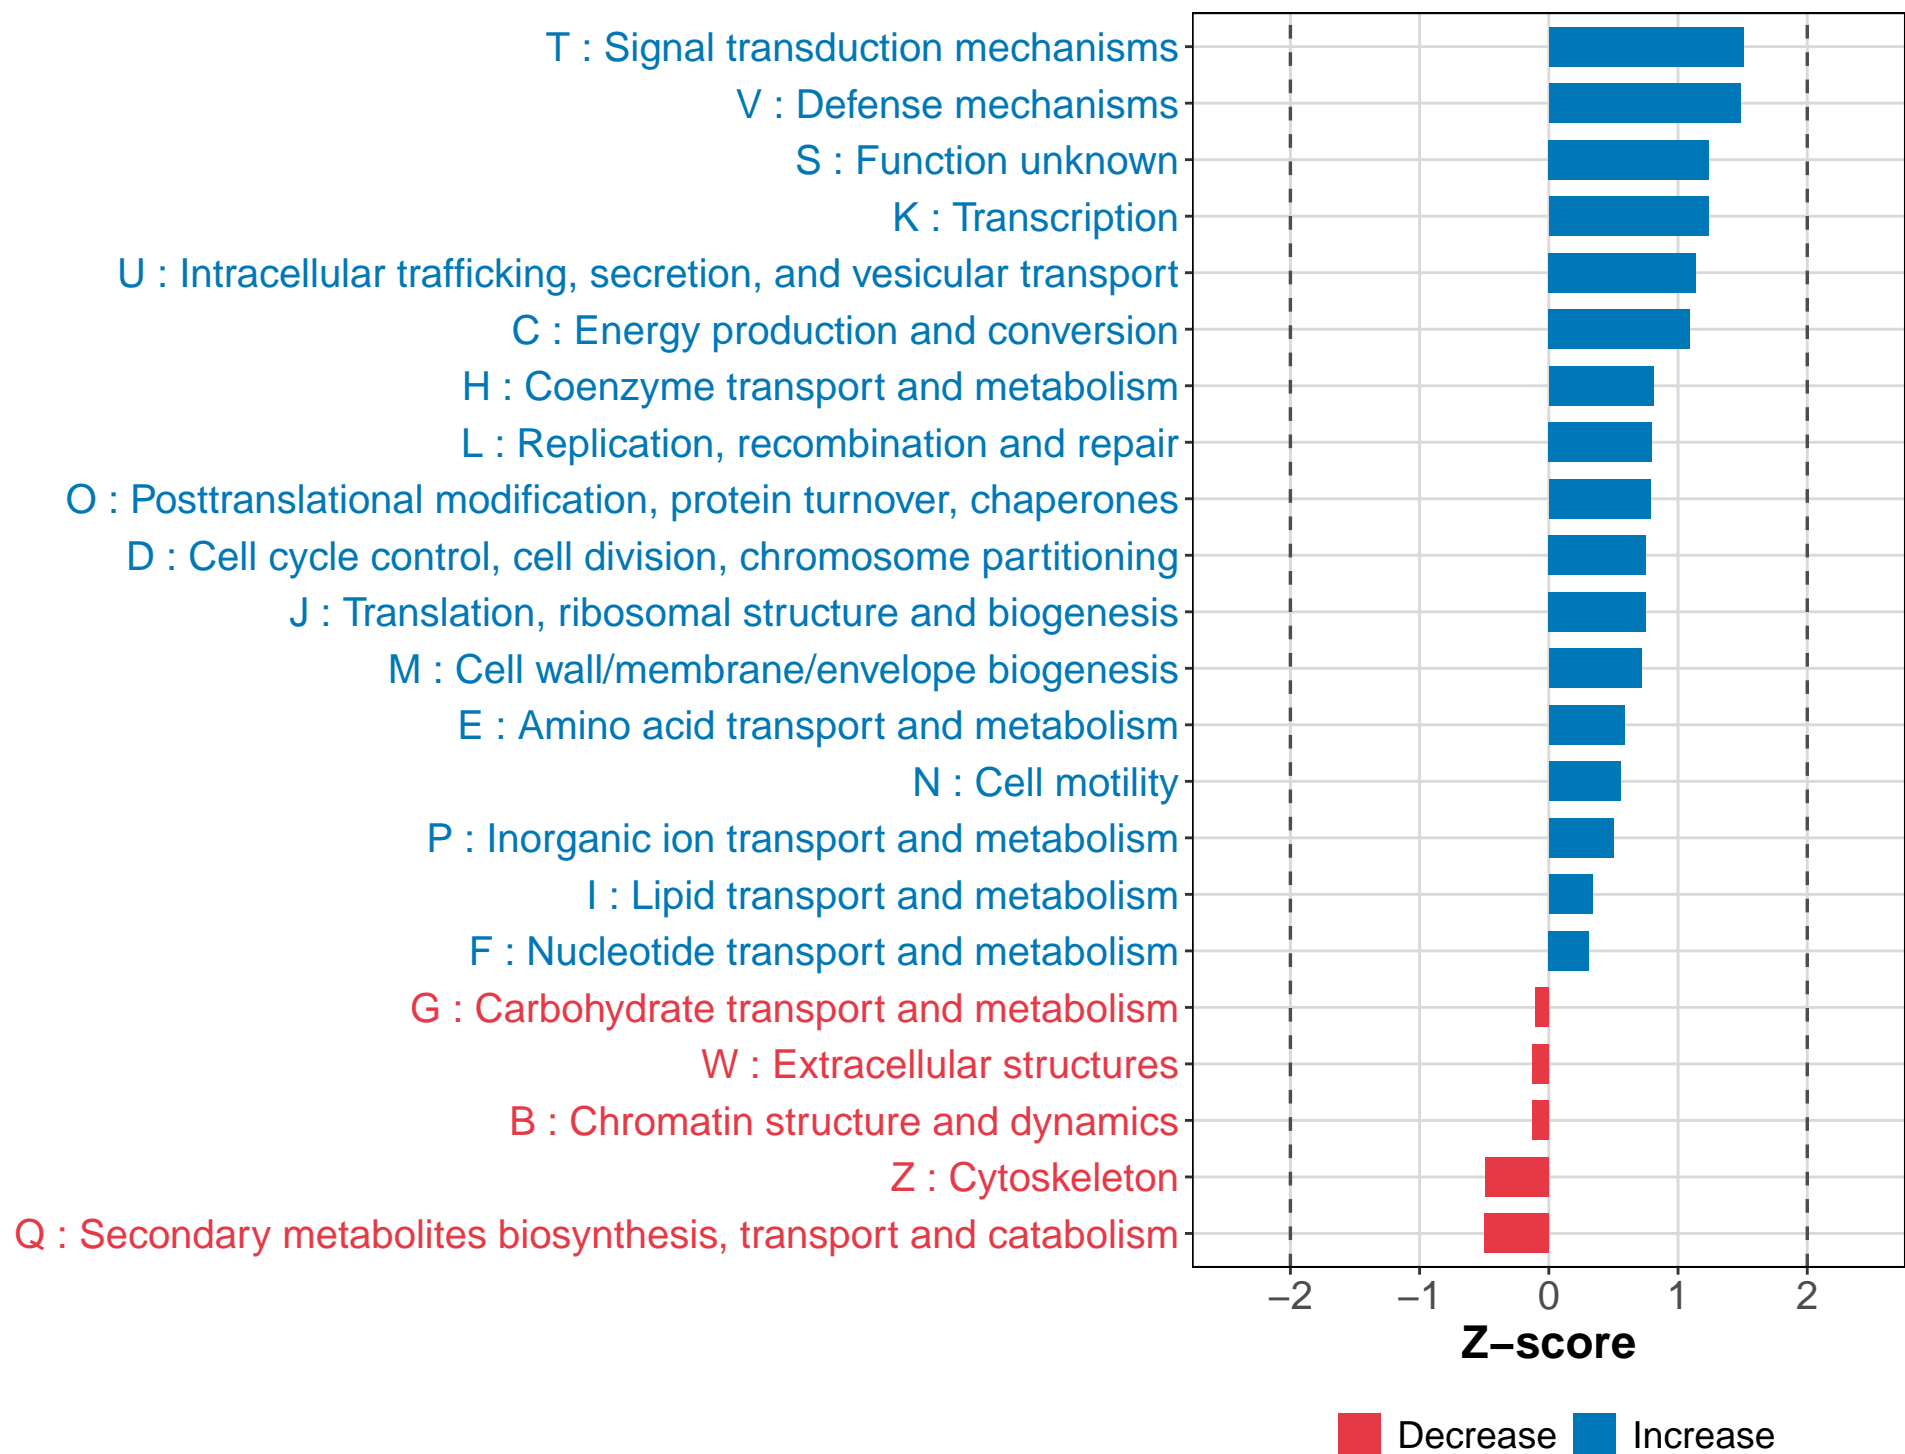 T : Signal transduction mechanisms
V : Defense mechanisms
S : Function unknown
K : Transcription
U : Intracellular trafficking, secretion, and vesicular transport
C : Energy production and conversion
H : Coenzyme transport and metabolism
L : Replication, recombination and repair
O : Posttranslational modification, protein turnover, chaperones
D : Cell cycle control, cell division, chromosome partitioning
J : Translation, ribosomal structure and biogenesis
M : Cell wall/membrane/envelope biogenesis
E : Amino acid transport and metabolism
N : Cell motility
P : Inorganic ion transport and metabolism
I : Lipid transport and metabolism
F : Nucleotide transport and metabolism
G : Carbohydrate transport and metabolism
W : Extracellular structures
B : Chromatin structure and dynamics
Z : Cytoskeleton
Q : Secondary metabolites biosynthesis, transport and catabolism
−2 −1 0 1 2
Z−score
Decrease Increase